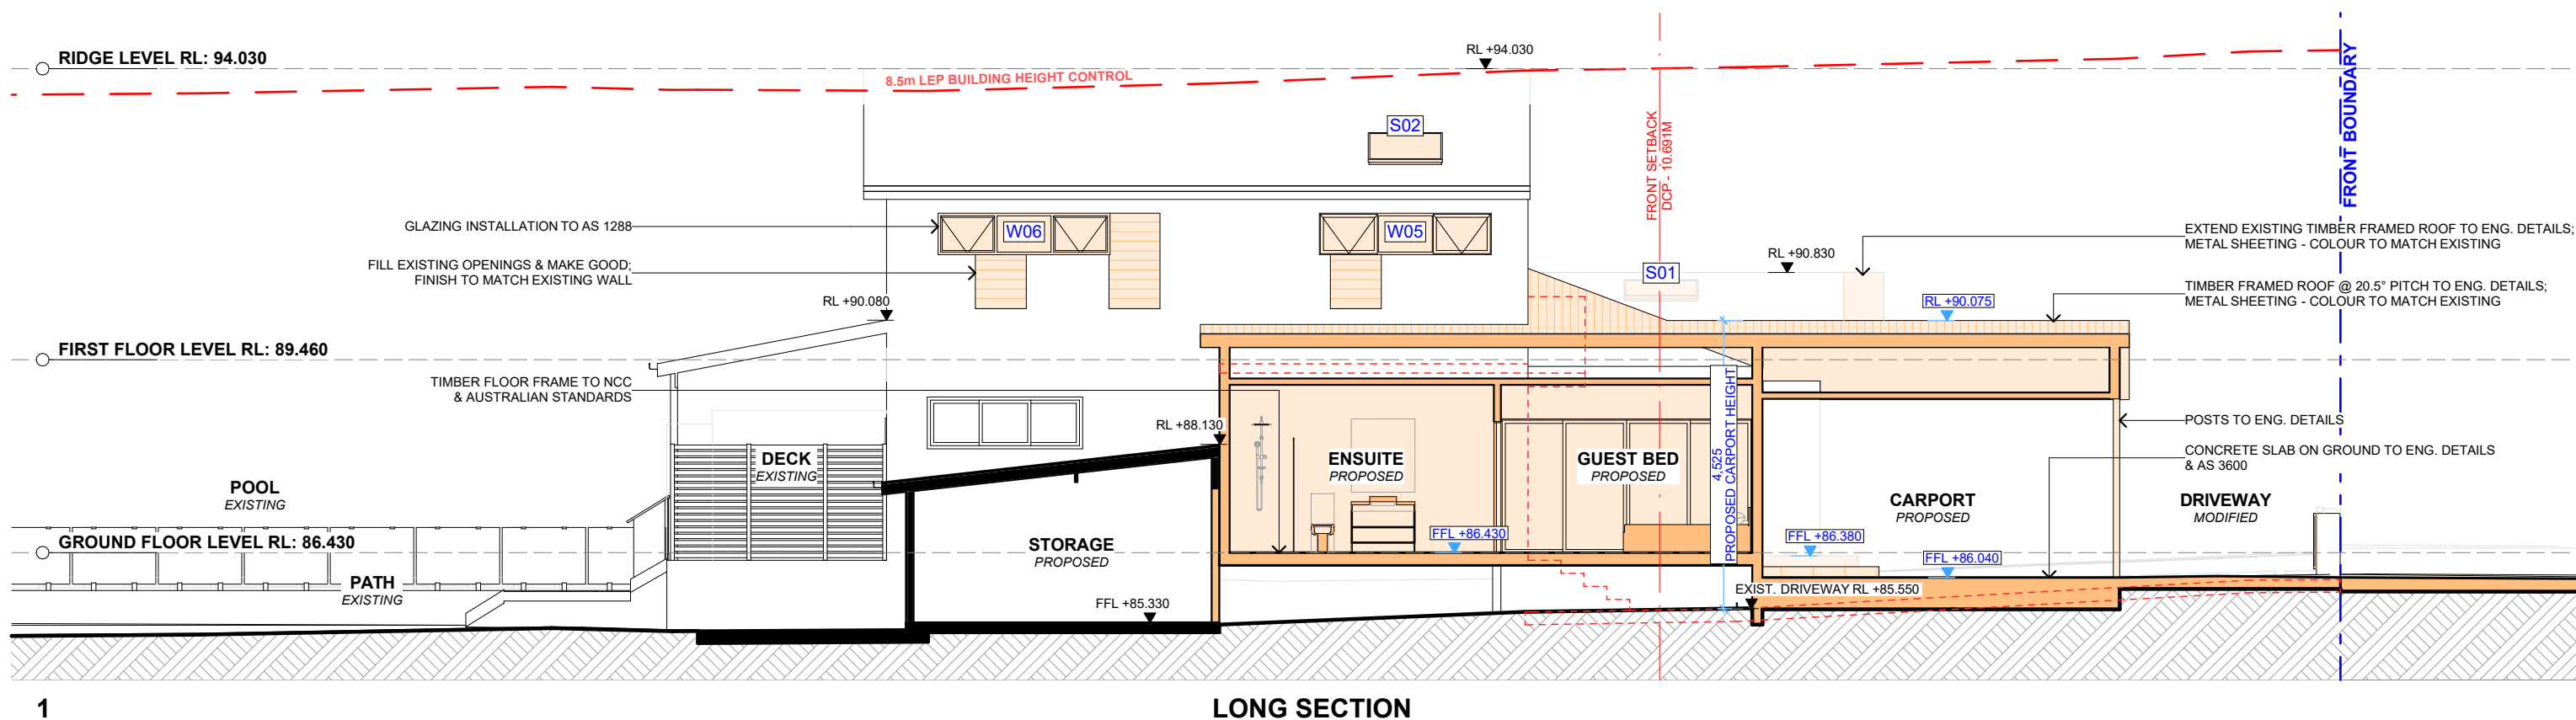 RIDGE LEVEL RL: 94.030
8.5m LEP BUILDING HEIGHT CONTROL
RL +94.030
FRONT SETBACK
DCP - 10.691M
FRONT BOUNDARY
S02
GLAZING INSTALLATION TO AS 1288
W06
W05
FILL EXISTING OPENINGS & MAKE GOOD;
FINISH TO MATCH EXISTING WALL
EXTEND EXISTING TIMBER FRAMED ROOF TO ENG. DETAILS;
METAL SHEETING - COLOUR TO MATCH EXISTING
RL +90.830
S01
RL +90.080
RL +90.075
TIMBER FRAMED ROOF @ 20.5° PITCH TO ENG. DETAILS;
METAL SHEETING - COLOUR TO MATCH EXISTING
FIRST FLOOR LEVEL RL: 89.460
TIMBER FLOOR FRAME TO NCC
& AUSTRALIAN STANDARDS
RL +88.130
4,525
PROPOSED CARPORT HEIGHT
POSTS TO ENG. DETAILS
CONCRETE SLAB ON GROUND TO ENG. DETAILS
& AS 3600
DECK
EXISTING
ENSUITE
PROPOSED
GUEST BED
PROPOSED
POOL
EXISTING
CARPORT
PROPOSED
DRIVEWAY
MODIFIED
GROUND FLOOR LEVEL RL: 86.430
STORAGE
PROPOSED
FFL +86.430
FFL +86.380
FFL +86.040
PATH
EXISTING
EXIST. DRIVEWAY RL +85.550
FFL +85.330
1
LONG SECTION